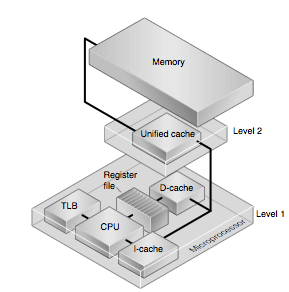 Memory
Unified cache
Level 2
Register
file
D-cache
TLB
CPU
Level 1
I-cache
Microprocessor